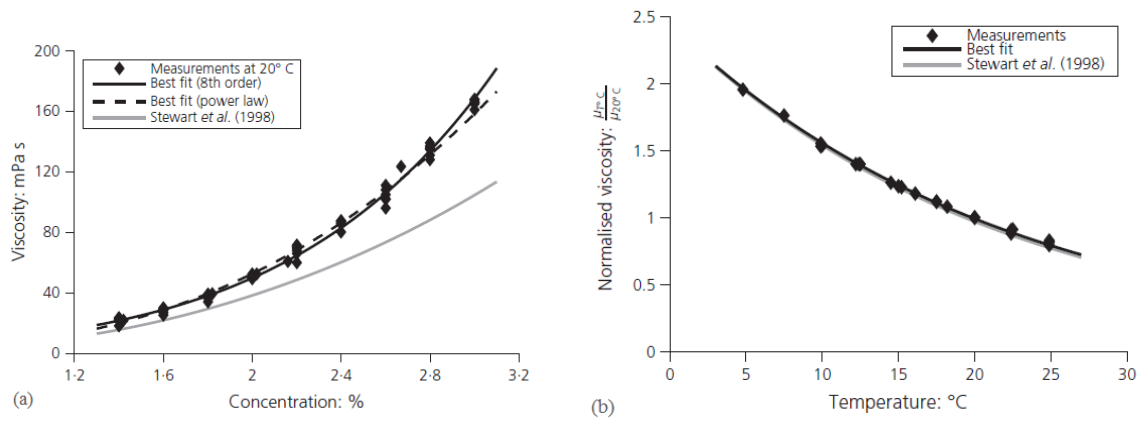 200
160
120
80
40
0
1·2
1·6
2
2·4
2·8
3·2
Viscosity: mPa s
Concentration: %
Measurements at 20° C
Best fit (8th order)
Best fit (power law)
Stewart et al. (1998)
(a)
2.5
2
1.5
1
0.5
0
0
5
10
15
20
25
30
Normalised viscosity: μT°C / μ20°C
Temperature: °C
Measurements
Best fit
Stewart et al. (1998)
(b)